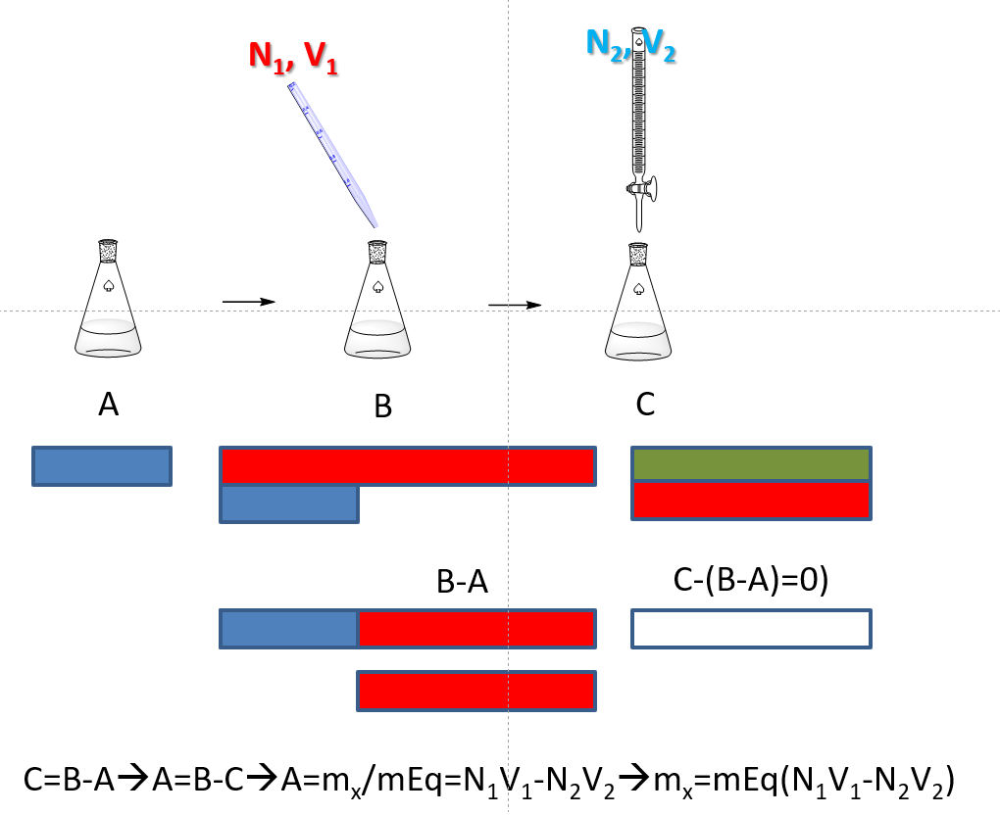 N₁, V₁
N₂, V₂
A
B
C
B-A
C-(B-A)=0)
C=B-A→A=B-C→A=mₓ/mEq=N₁V₁-N₂V₂→mₓ=mEq(N₁V₁-N₂V₂)